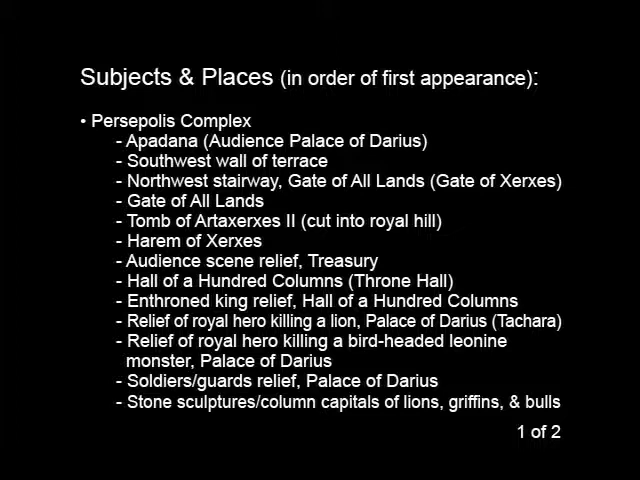 Subjects & Places (in order of first appearance):
• Persepolis Complex
- Apadana (Audience Palace of Darius)
- Southwest wall of terrace
- Northwest stairway, Gate of All Lands (Gate of Xerxes)
- Gate of All Lands
- Tomb of Artaxerxes II (cut into royal hill)
- Harem of Xerxes
- Audience scene relief, Treasury
- Hall of a Hundred Columns (Throne Hall)
- Enthroned king relief, Hall of a Hundred Columns
- Relief of royal hero killing a lion, Palace of Darius (Tachara)
- Relief of royal hero killing a bird-headed leonine
monster, Palace of Darius
- Soldiers/guards relief, Palace of Darius
- Stone sculptures/column capitals of lions, griffins, & bulls
1 of 2